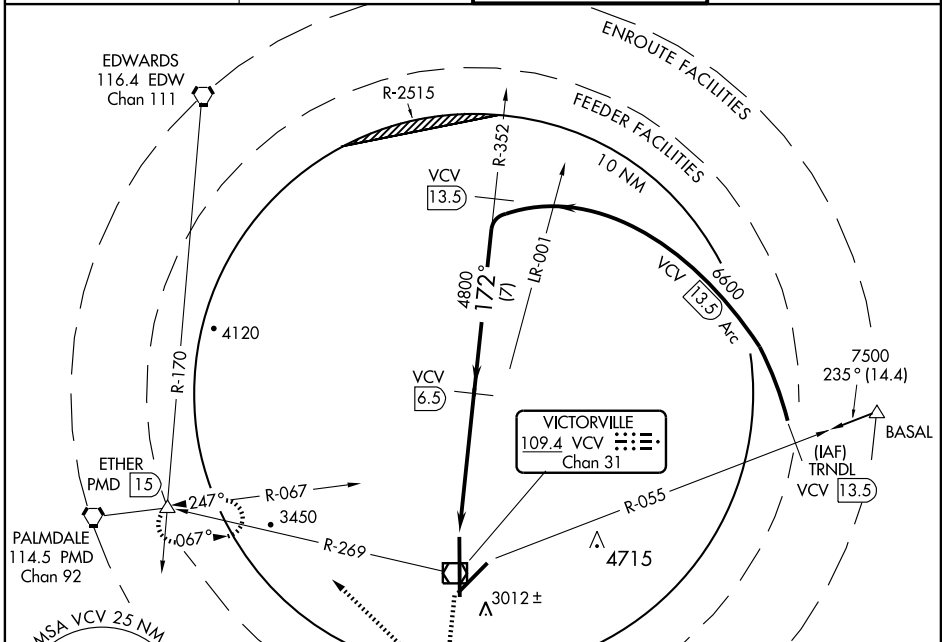 ENROUTE FACILITIES
EDWARDS
116.4 EDW
Chan 111
R-2515
FEEDER FACILITIES
R-352
10 NM
VCV
13.5
LR-001
4800
172°
(7)
6600
VCV 13.5 Arc
4120
R-170
7500
235° (14.4)
VCV
6.5
BASAL
VICTORVILLE
109.4 VCV
Chan 31
(IAF)
TRNDL
VCV 13.5
ETHER
PMD 15
247°
R-067
R-055
067°
3450
R-269
4715
PALMDALE
114.5 PMD
Chan 92
3012 ±
MSA VCV 25 NM